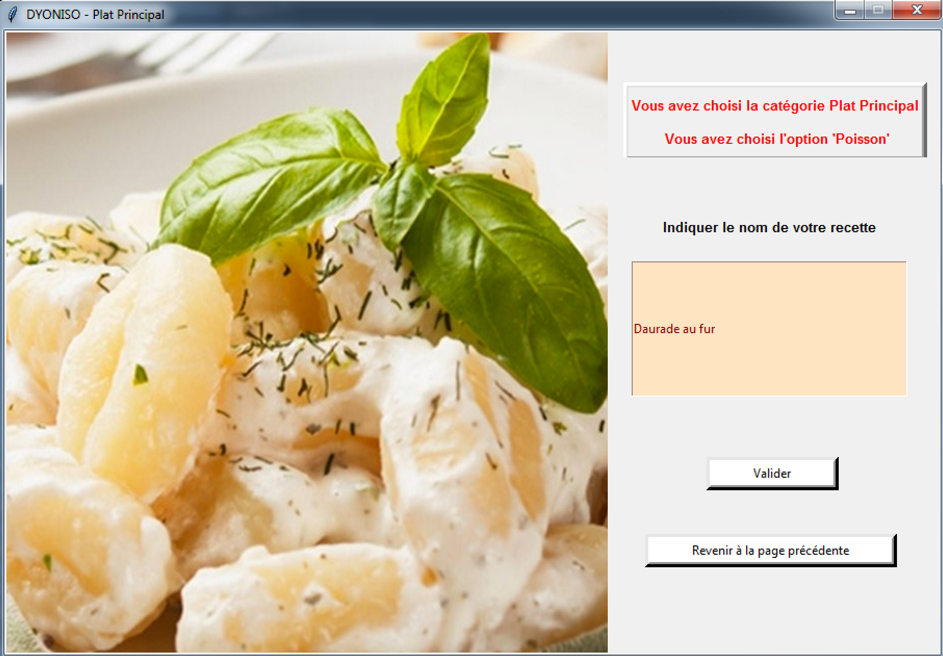 DYONISO - Plat Principal
Vous avez choisi la catégorie Plat Principal
Vous avez choisi l'option 'Poisson'
Indiquer le nom de votre recette
Daurade au fur
Valider
Revenir à la page précédente